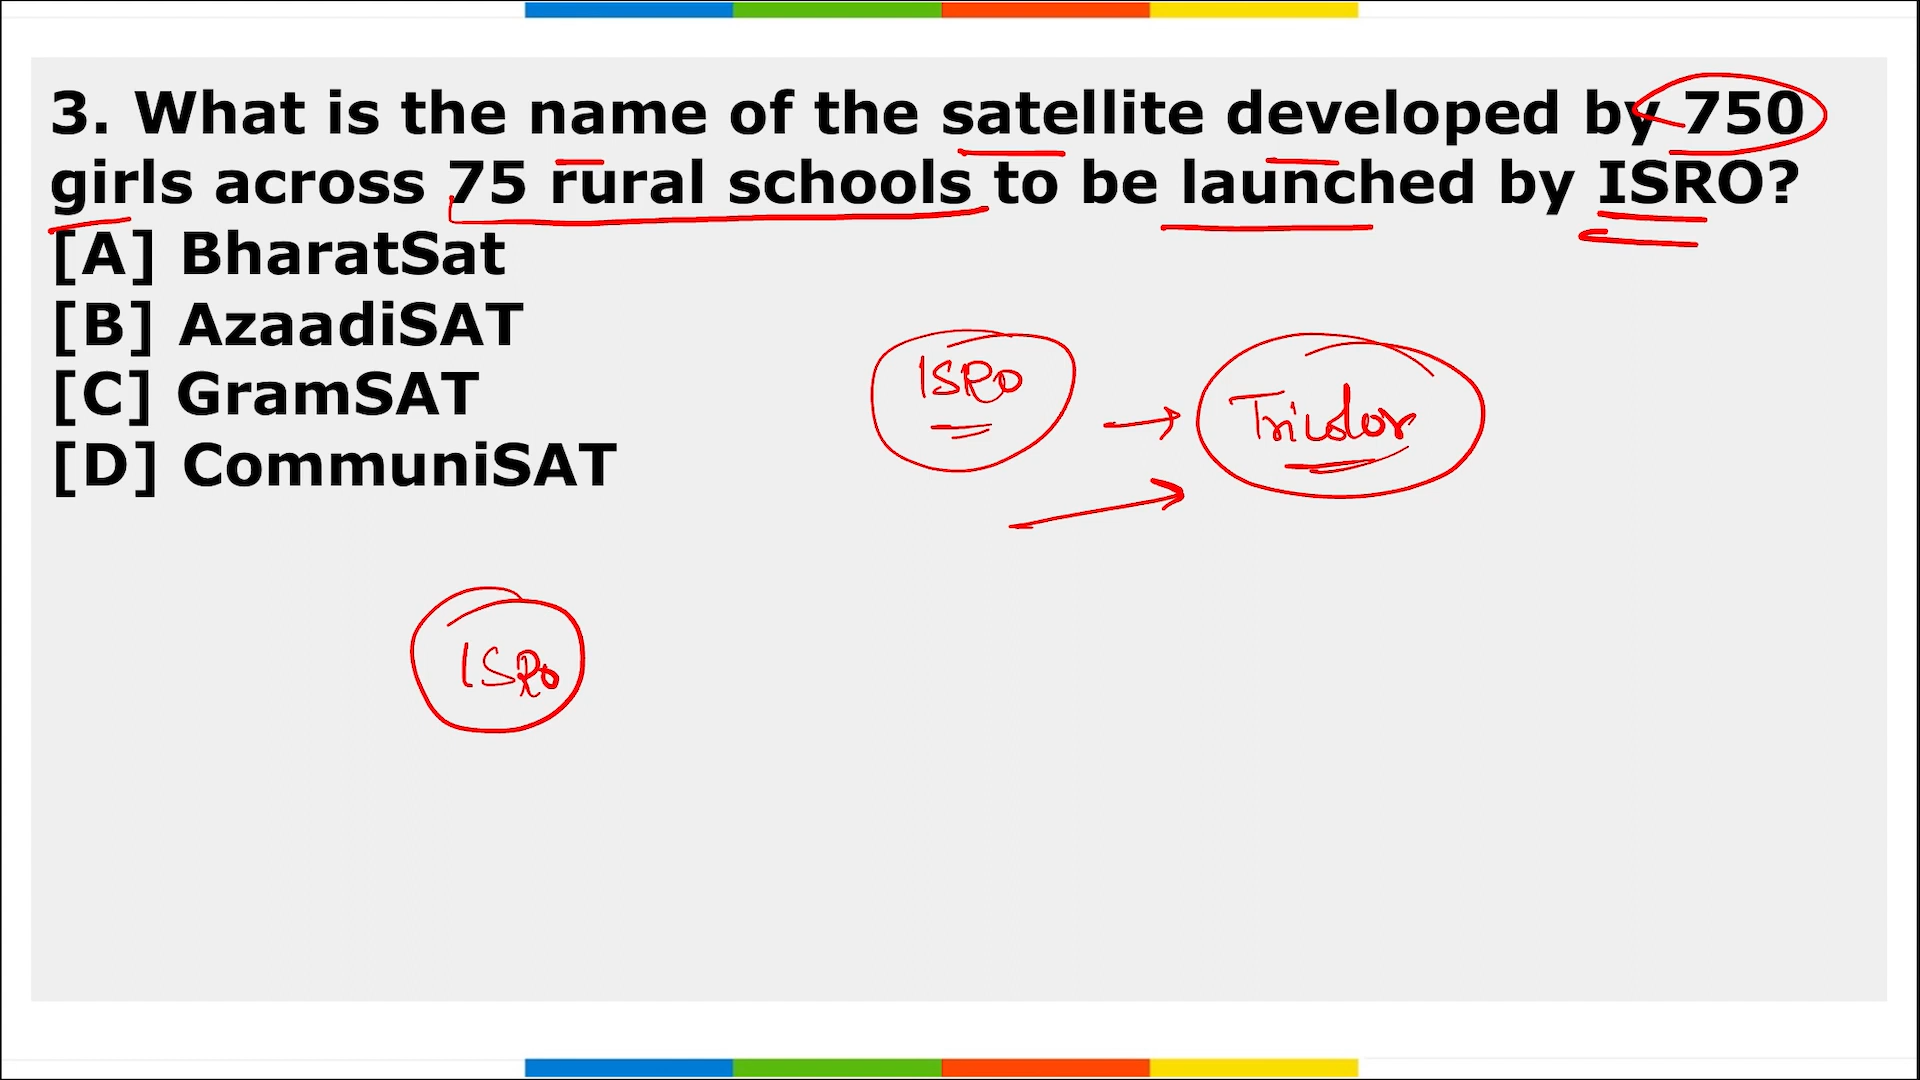 3. What is the name of the satellite developed by 750
girls across 75 rural schools to be launched by ISRO?
[A] BharatSat
[B] AzaadiSAT
[C] GramSAT
[D] CommuniSAT
ISRO
Tricolor
ISRO